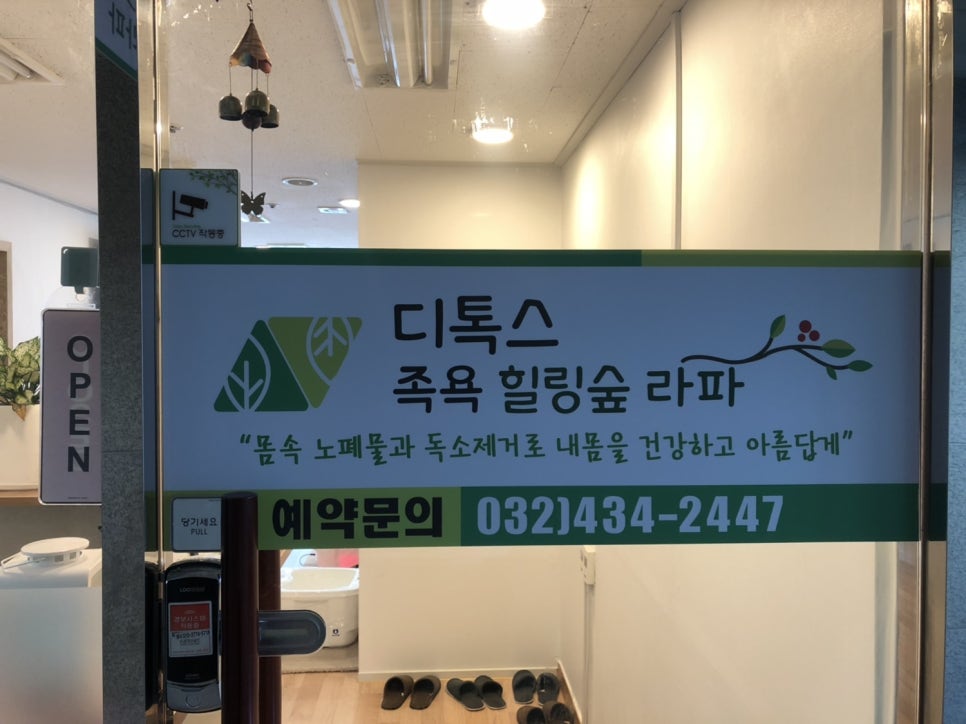 CCTV 작동중
OPEN
디톡스
족욕 힐링숲 라파
“몸속 노폐물과 독소제거로 내몸을 건강하고 아름답게”
예약문의 032)434-2447
당기세요
PULL